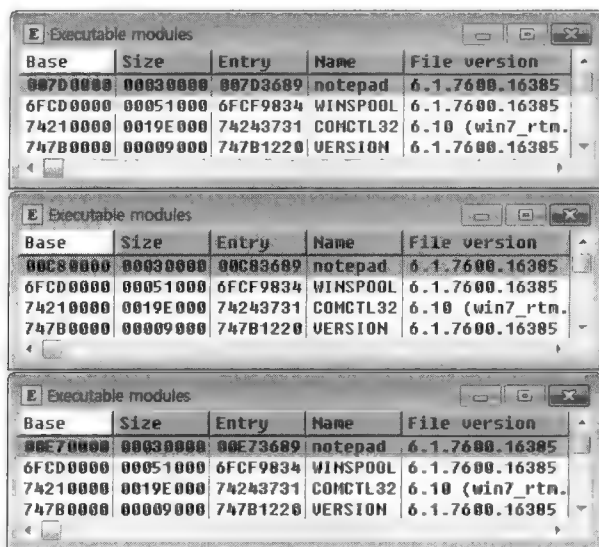 E Executable modules
Base Size Entry Name File version
007D0000 00030000 007D3689 notepad 6.1.7600.16385
6FCD0000 00051000 6FCF9834 WINSPOOL 6.1.7600.16385
74210000 0019E000 74243731 COMCTL32 6.10 (win7_rtm.
747B0000 00009000 747B1220 VERSION 6.1.7600.16385
E Executable modules
Base Size Entry Name File version
00C80000 00030000 00C83689 notepad 6.1.7600.16385
6FCD0000 00051000 6FCF9834 WINSPOOL 6.1.7600.16385
74210000 0019E000 74243731 COMCTL32 6.10 (win7_rtm.
747B0000 00009000 747B1220 VERSION 6.1.7600.16385
E Executable modules
Base Size Entry Name File version
00E70000 00030000 00E73689 notepad 6.1.7600.16385
6FCD0000 00051000 6FCF9834 WINSPOOL 6.1.7600.16385
74210000 0019E000 74243731 COMCTL32 6.10 (win7_rtm.
747B0000 00009000 747B1220 VERSION 6.1.7600.16385